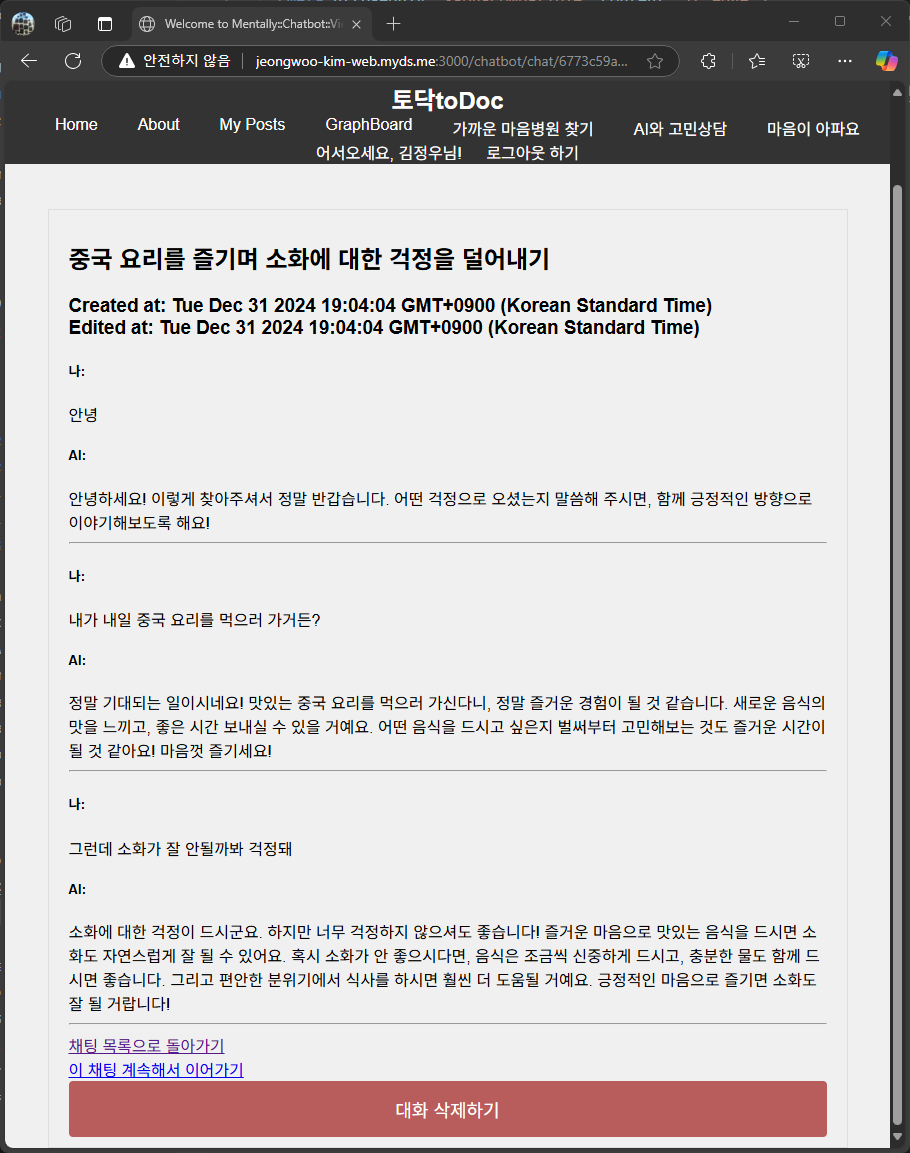 Welcome to Mentally::Chatbot::Vi
안전하지 않음
jeongwoo-kim-web.myds.me:3000/chatbot/chat/6773c59a...
토닥toDoc
Home About My Posts GraphBoard 가까운 마음병원 찾기 AI와 고민상담 마음이 아파요
어서오세요, 김정우님! 로그아웃 하기
중국 요리를 즐기며 소화에 대한 걱정을 덜어내기
Created at: Tue Dec 31 2024 19:04:04 GMT+0900 (Korean Standard Time)
Edited at: Tue Dec 31 2024 19:04:04 GMT+0900 (Korean Standard Time)
나:
안녕
AI:
안녕하세요! 이렇게 찾아주셔서 정말 반갑습니다. 어떤 걱정으로 오셨는지 말씀해 주시면, 함께 긍정적인 방향으로
이야기해보도록 해요!
나:
내가 내일 중국 요리를 먹으러 가거든?
AI:
정말 기대되는 일이시네요! 맛있는 중국 요리를 먹으러 가신다니, 정말 즐거운 경험이 될 것 같습니다. 새로운 음식의
맛을 느끼고, 좋은 시간 보내실 수 있을 거예요. 어떤 음식을 드시고 싶은지 벌써부터 고민해보는 것도 즐거운 시간이
될 것 같아요! 마음껏 즐기세요!
나:
그런데 소화가 잘 안될까봐 걱정돼
AI:
소화에 대한 걱정이 드시군요. 하지만 너무 걱정하지 않으셔도 좋습니다! 즐거운 마음으로 맛있는 음식을 드시면 소
화도 자연스럽게 잘 될 수 있어요. 혹시 소화가 안 좋으시다면, 음식은 조금씩 신중하게 드시고, 충분한 물도 함께 드
시면 좋습니다. 그리고 편안한 분위기에서 식사를 하시면 훨씬 더 도움될 거예요. 긍정적인 마음으로 즐기면 소화도
잘 될 거랍니다!
채팅 목록으로 돌아가기
이 채팅 계속해서 이어가기
대화 삭제하기